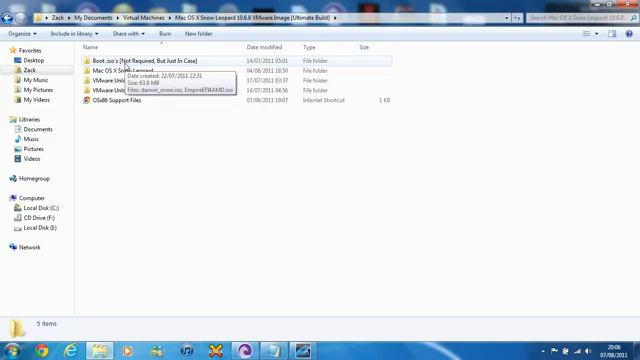 Zack ▸ My Documents ▸ Virtual Machines ▸ Mac OS X Snow Leopard 10.6.8 VMware Image [Ultimate Build] ▸
Search Mac OS X Snow Leopard 10.6.8 ...
Organize Include in library Share with Burn New folder
Name Date modified Type Size
Favorites
Desktop
Zack
My Music
My Pictures
My Videos
Libraries
Documents
Music
Pictures
Videos
Homegroup
Computer
Local Disk (C:)
CD Drive (F:)
Local Disk (E:)
Network
Boot .iso's [Not Required, But Just In Case] 14/07/2011 05:01 File folder
Mac OS X Snow Leopard 04/08/2011 18:50 File folder
VMware Unl 17/07/2011 03:37 File folder
VMware Unl 14/07/2011 04:56 File folder
OSx86 Support Files 07/08/2011 19:07 Internet Shortcut 1 KB
Date created: 22/07/2011 22:31
Size: 63.9 MB
Files: darwin_snow.iso, EmpireEFI4AMD.iso
5 items
20:06
07/08/2011